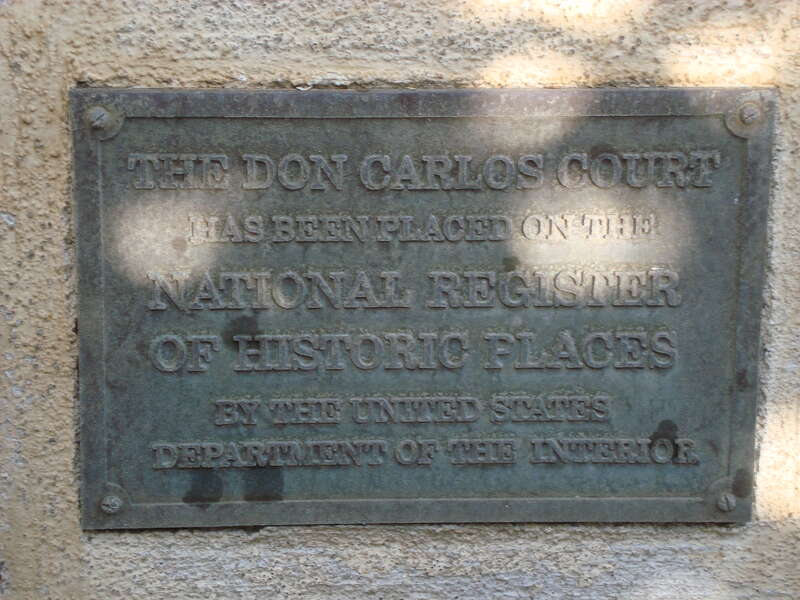 THE DON CARLOS COURT
HAS BEEN PLACED ON THE
NATIONAL REGISTER
OF HISTORIC PLACES
BY THE UNITED STATES
DEPARTMENT OF THE INTERIOR